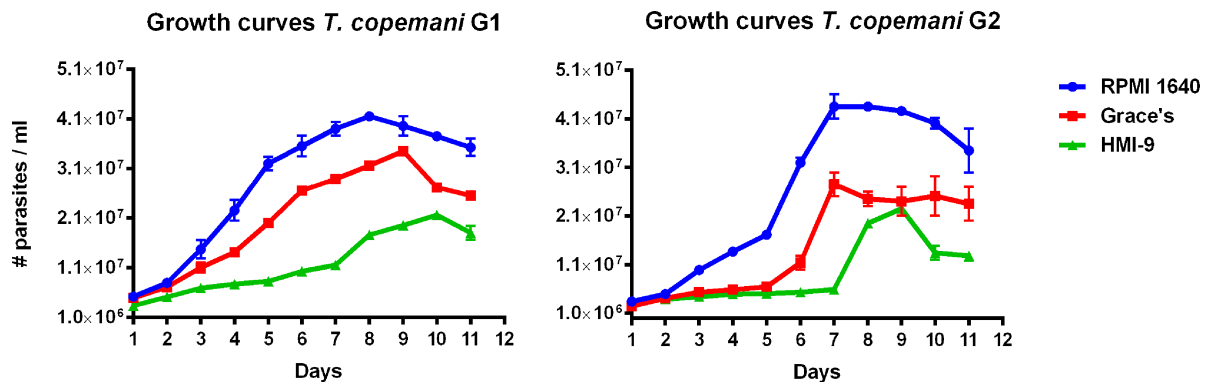 Growth curves T. copemani G1
Growth curves T. copemani G2
# parasites / ml
5.1×10⁷
4.1×10⁷
3.1×10⁷
2.1×10⁷
1.1×10⁷
1.0×10⁶
1 2 3 4 5 6 7 8 9 10 11 12
Days
5.1×10⁷
4.1×10⁷
3.1×10⁷
2.1×10⁷
1.1×10⁷
1.0×10⁶
1 2 3 4 5 6 7 8 9 10 11 12
Days
RPMI 1640
Grace's
HMI-9